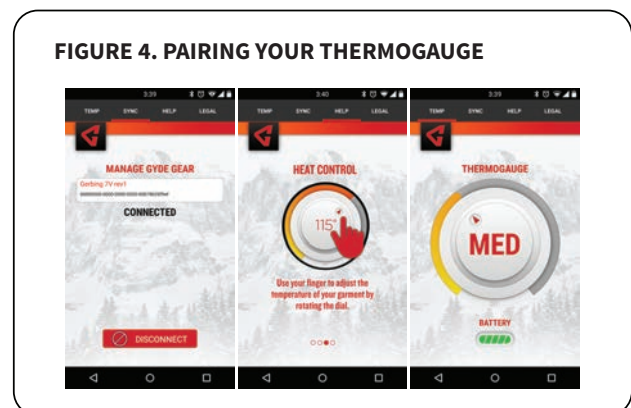 FIGURE 4. PAIRING YOUR THERMOGAUGE
3:39
TEMP SYNC HELP LEGAL
MANAGE GYDE GEAR
Gerbing 7V rev1
CONNECTED
DISCONNECT
3:40
TEMP SYNC HELP LEGAL
HEAT CONTROL
115°
Use your finger to adjust the
temperature of your garment by
rotating the dial.
3:39
TEMP SYNC HELP LEGAL
THERMOGAUGE
MED
BATTERY